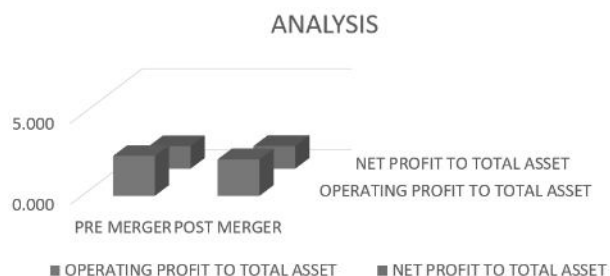 ANALYSIS
5.000
0.000
NET PROFIT TO TOTAL ASSET
OPERATING PROFIT TO TOTAL ASSET
PRE MERGER POST MERGER
OPERATING PROFIT TO TOTAL ASSET NET PROFIT TO TOTAL ASSET